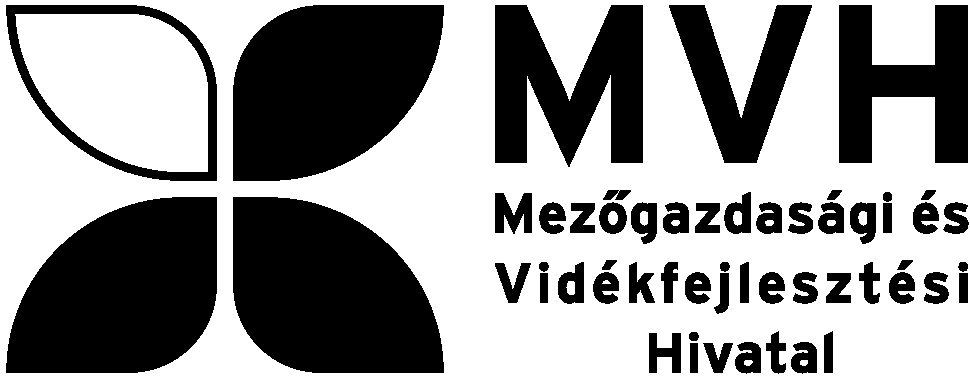 MVH
Mezőgazdasági és
Vidékfejlesztési
Hivatal